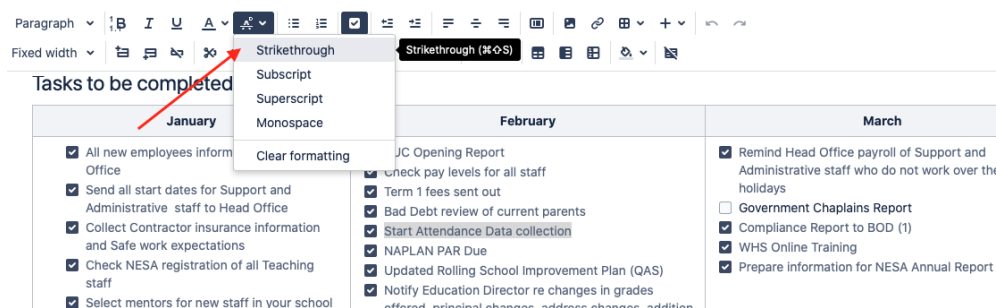 Paragraph
B I U A
Fixed width
Strikethrough
Strikethrough (⌘⇧S)
Subscript
Superscript
Monospace
Clear formatting
Tasks to be completed
January
February
March
All new employees inform
Office
Send all start dates for Support and
Administrative staff to Head Office
Collect Contractor insurance information
and Safe work expectations
Check NESA registration of all Teaching
staff
Select mentors for new staff in your school
UC Opening Report
Check pay levels for all staff
Term 1 fees sent out
Bad Debt review of current parents
Start Attendance Data collection
NAPLAN PAR Due
Updated Rolling School Improvement Plan (QAS)
Notify Education Director re changes in grades
offered, principal changes, address changes, addition
Remind Head Office payroll of Support and
Administrative staff who do not work over the
holidays
Government Chaplains Report
Compliance Report to BOD (1)
WHS Online Training
Prepare information for NESA Annual Report